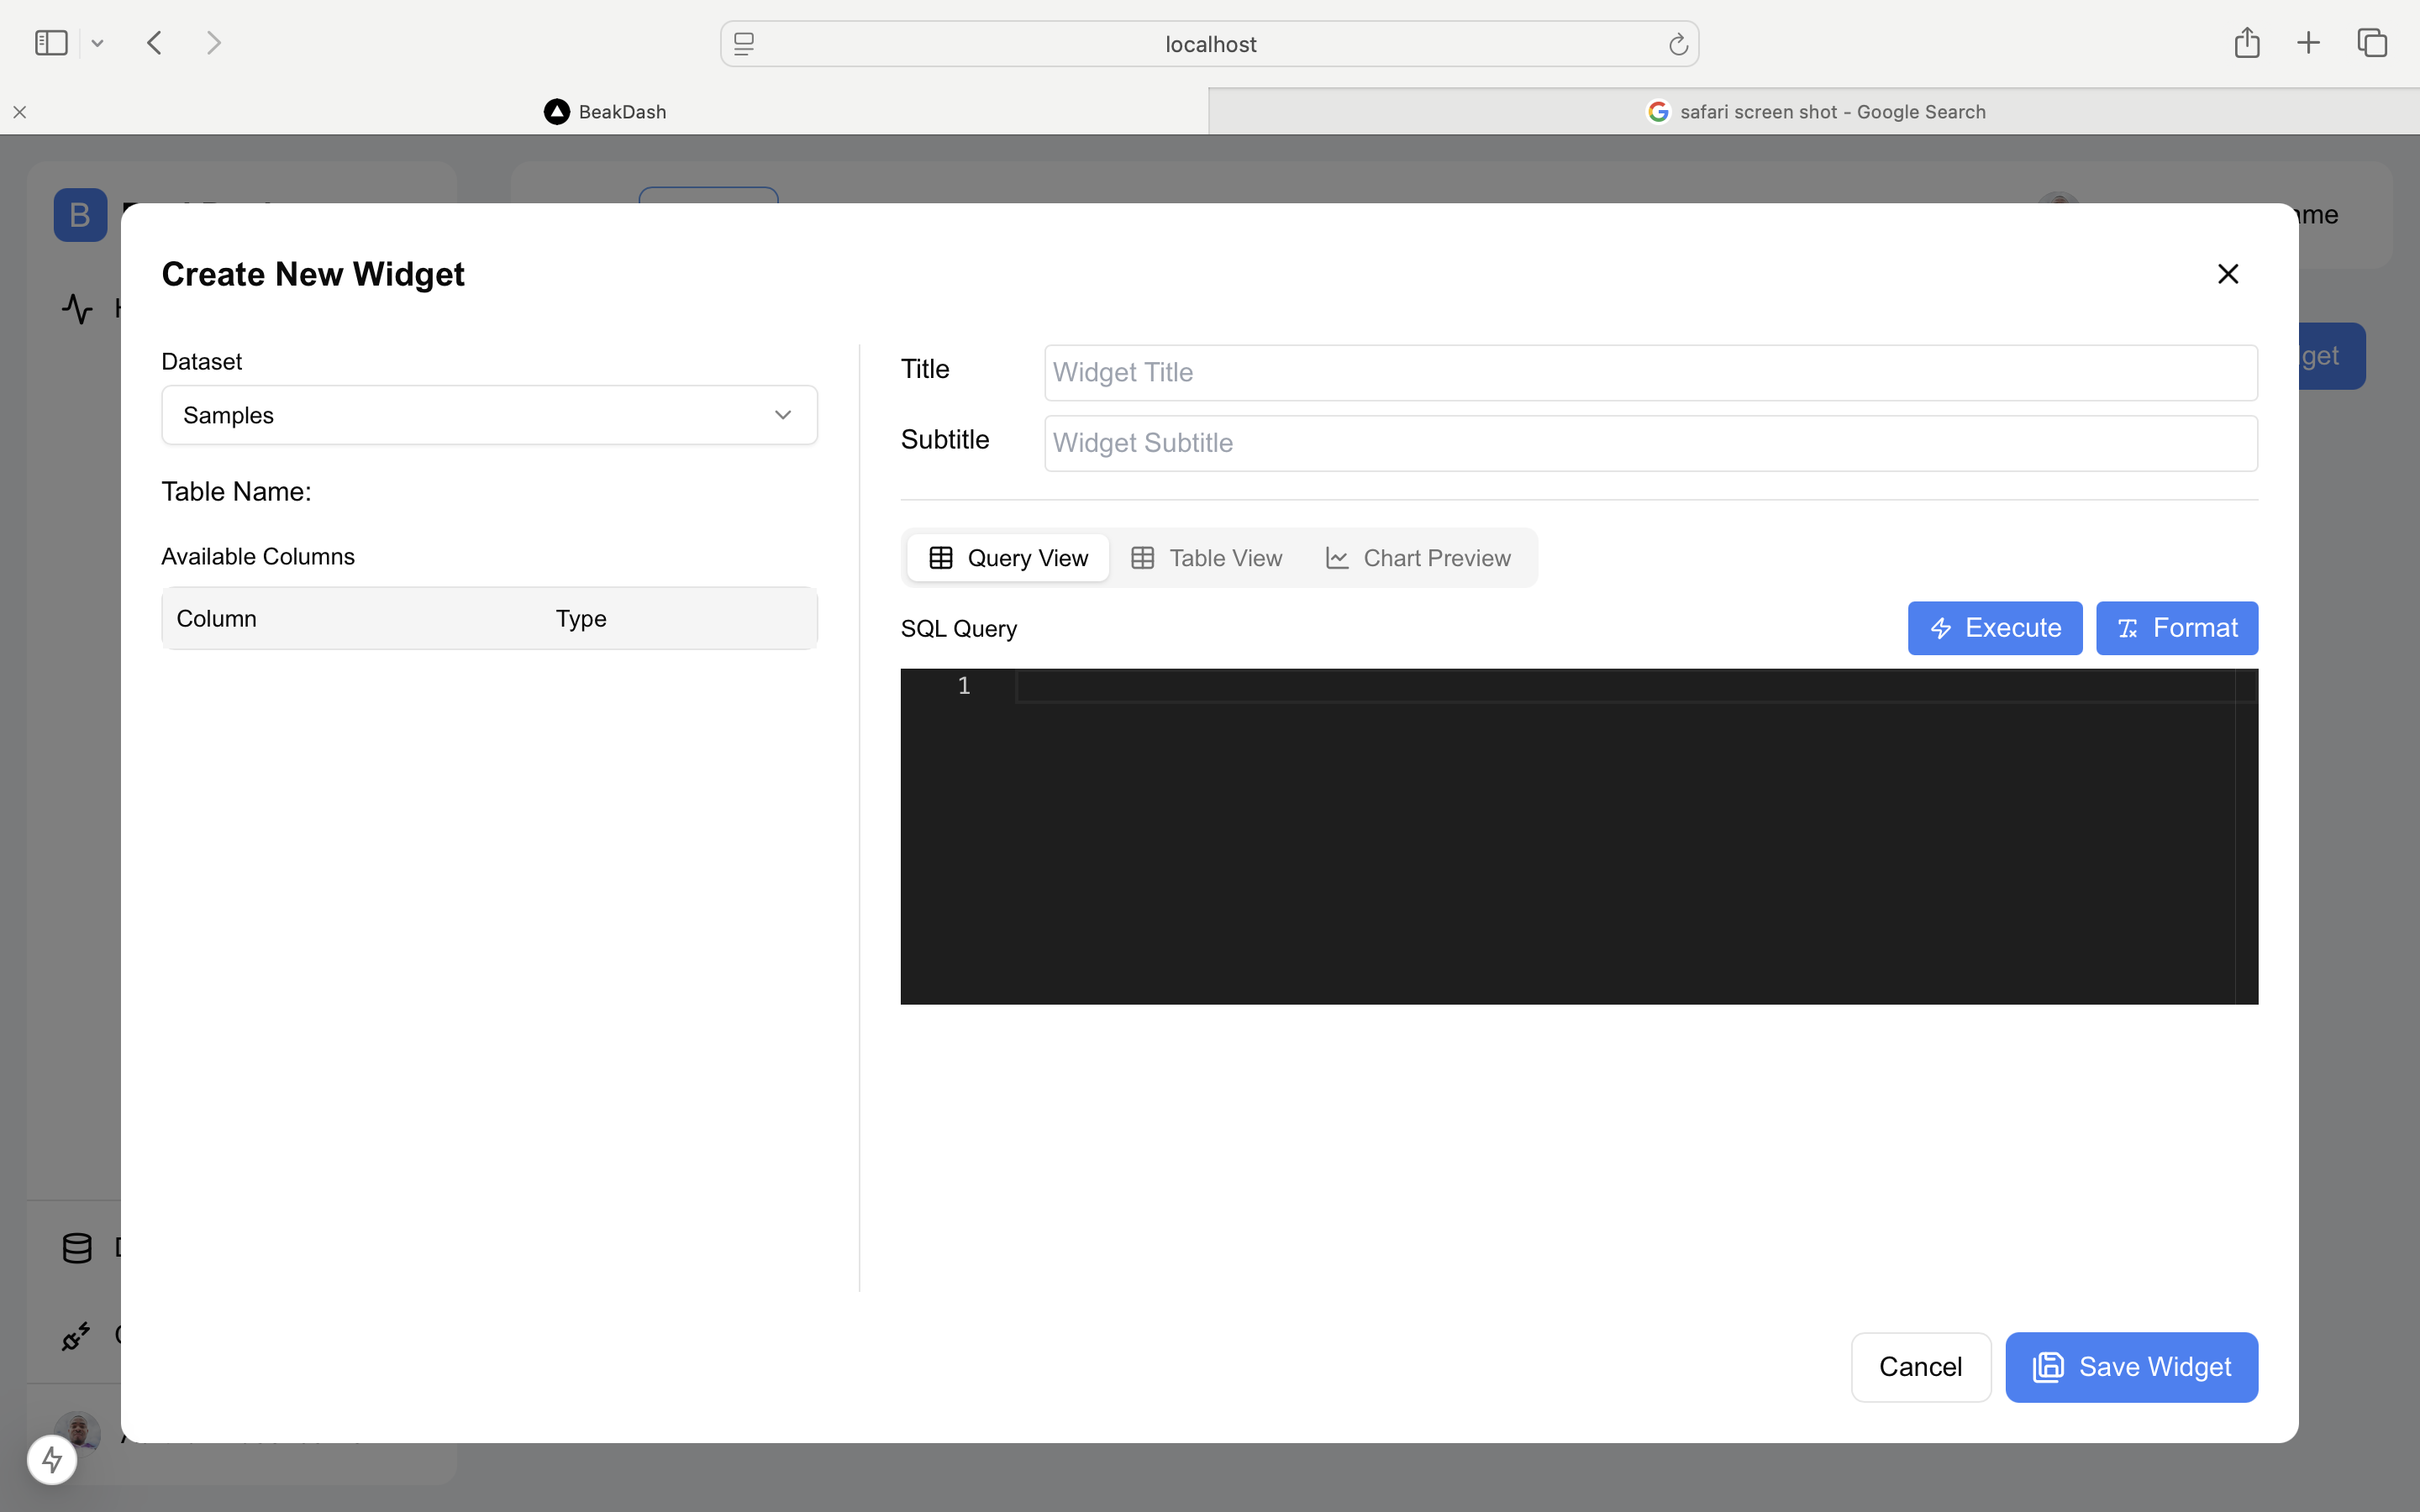 localhost
BeakDash
safari screen shot - Google Search
B
Create New Widget
Dataset
Samples
Table Name:
Available Columns
Column Type
Title Widget Title
Subtitle Widget Subtitle
Query View Table View Chart Preview
SQL Query Execute Format
1
Cancel Save Widget